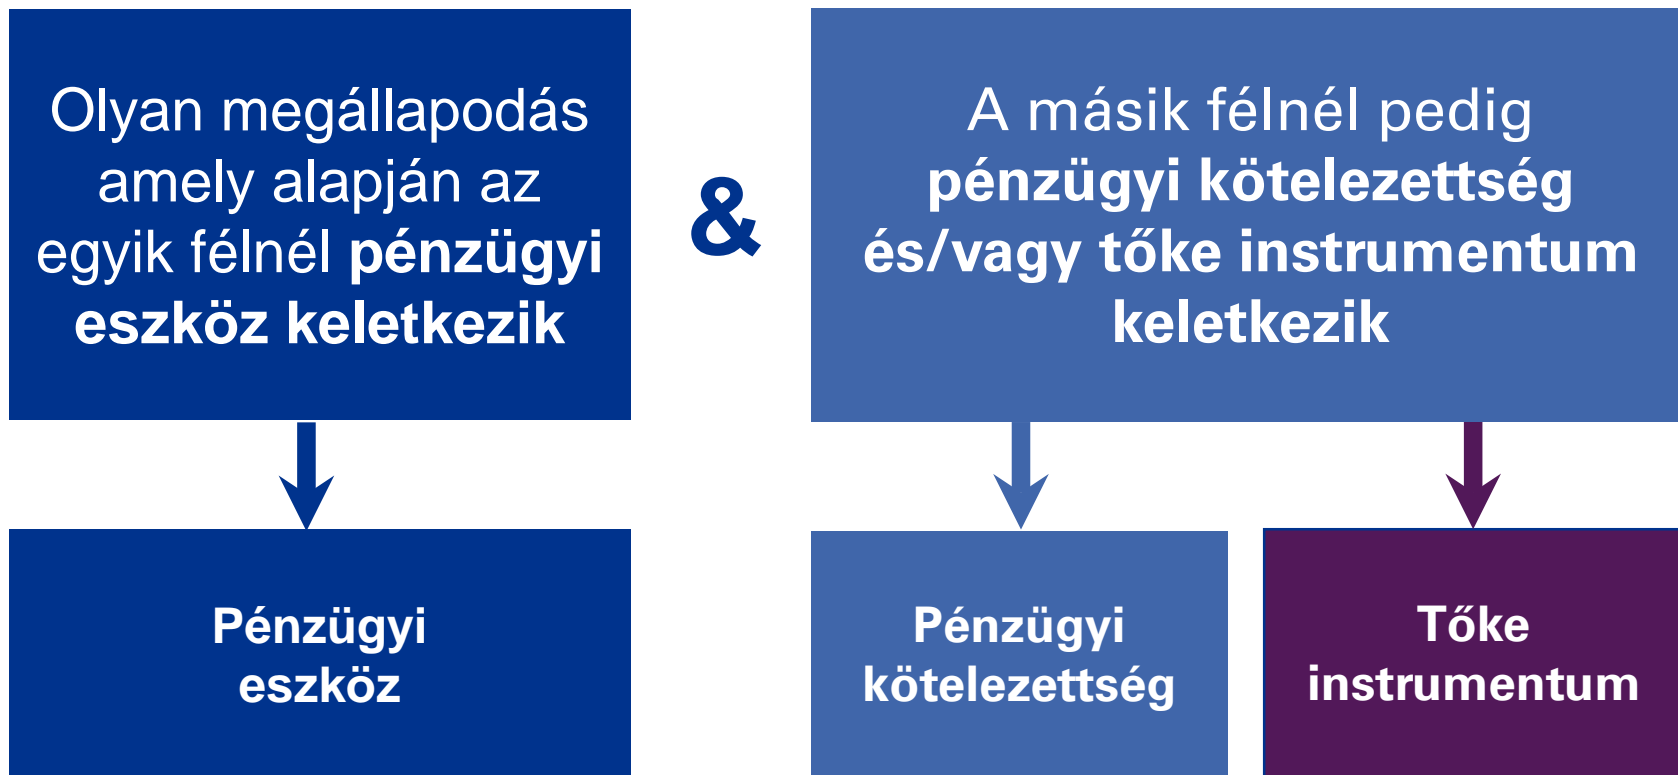 Olyan megállapodás
amely alapján az
egyik félnél pénzügyi
eszköz keletkezik
&
A másik félnél pedig
pénzügyi kötelezettség
és/vagy tőke instrumentum
keletkezik
Pénzügyi
eszköz
Pénzügyi
kötelezettség
Tőke
instrumentum